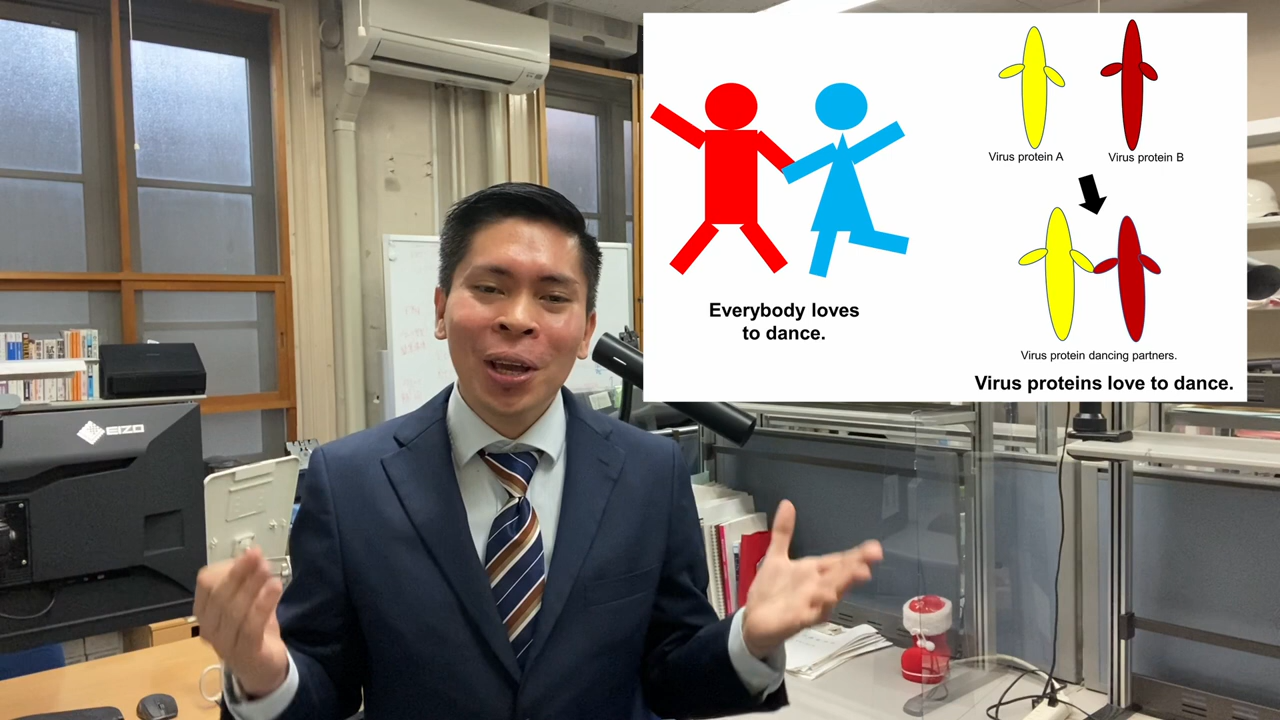 Virus protein A
Virus protein B
Everybody loves
to dance.
Virus protein dancing partners.
Virus proteins love to dance.
EIZO